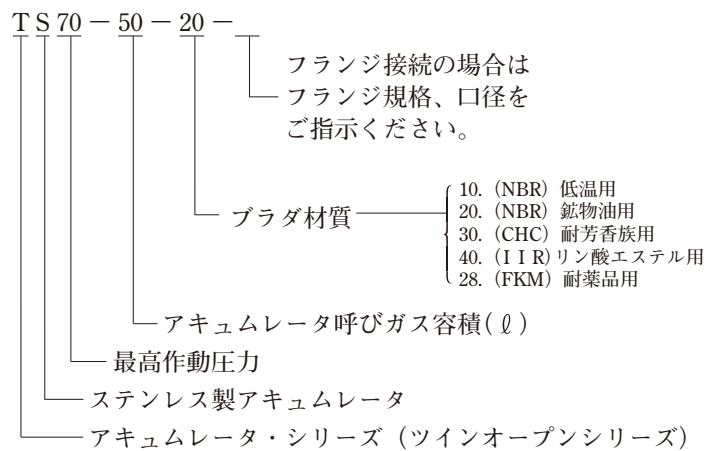 TS70-50-20-
フランジ接続の場合は
フランジ規格、口径を
ご指示ください。
ブラダ材質
10.(NBR)低温用
20.(NBR)鉱物油用
30.(CHC)耐芳香族用
40.(IIR)リン酸エステル用
28.(FKM)耐薬品用
アキュムレータ呼びガス容積(ℓ)
最高作動圧力
ステンレス製アキュムレータ
アキュムレータ・シリーズ(ツインオープンシリーズ)